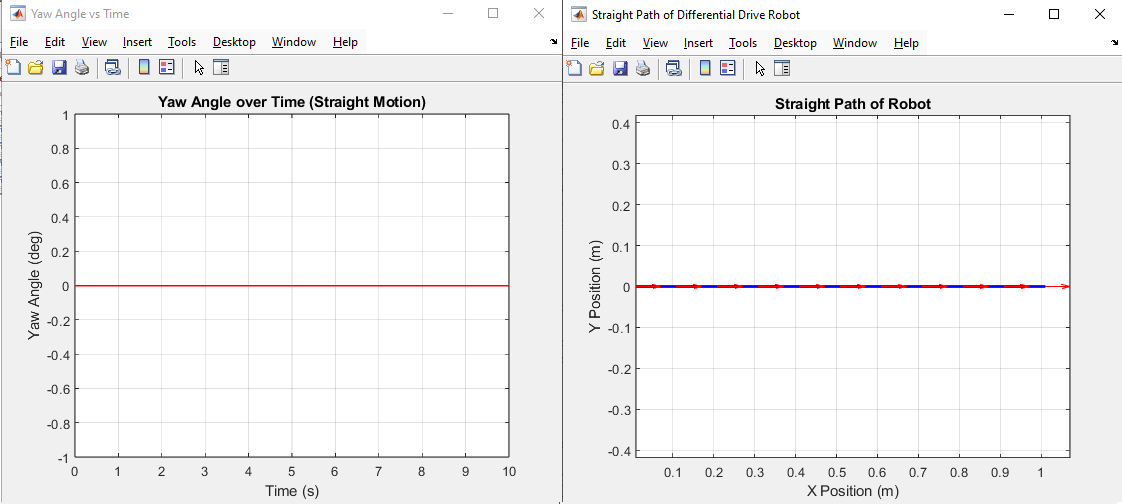 Yaw Angle vs Time
File Edit View Insert Tools Desktop Window Help
Yaw Angle over Time (Straight Motion)
Yaw Angle (deg)
1
0.8
0.6
0.4
0.2
0
-0.2
-0.4
-0.6
-0.8
-1
0 1 2 3 4 5 6 7 8 9 10
Time (s)
Straight Path of Differential Drive Robot
File Edit View Insert Tools Desktop Window Help
Straight Path of Robot
Y Position (m)
0.4
0.3
0.2
0.1
0
-0.1
-0.2
-0.3
-0.4
0.1 0.2 0.3 0.4 0.5 0.6 0.7 0.8 0.9 1
X Position (m)